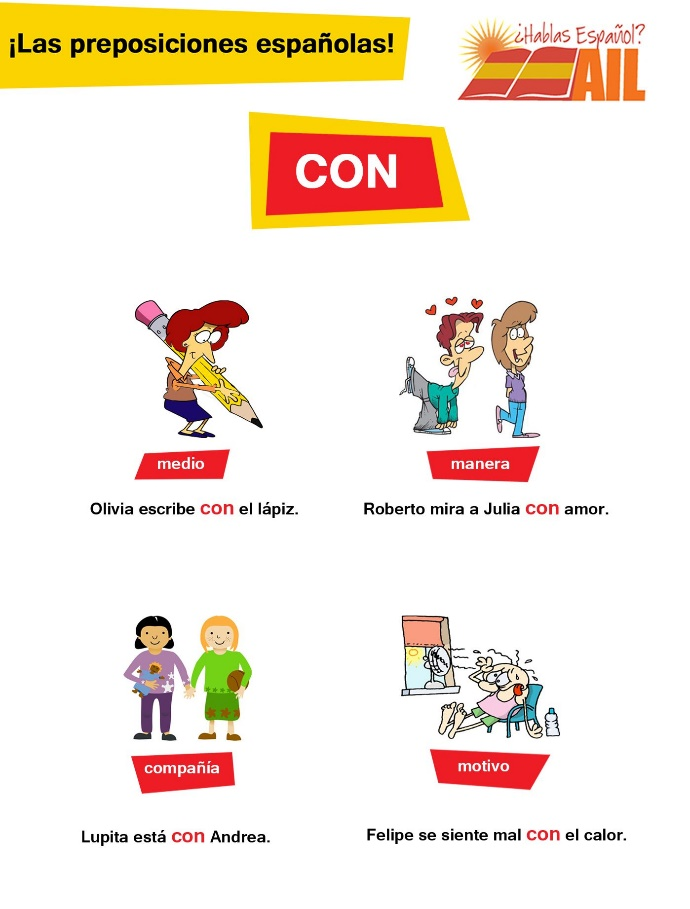 ¡Las preposiciones españolas!
¿Hablas Español?
AIL
CON
medio
manera
Olivia escribe con el lápiz.
Roberto mira a Julia con amor.
compañía
motivo
Lupita está con Andrea.
Felipe se siente mal con el calor.